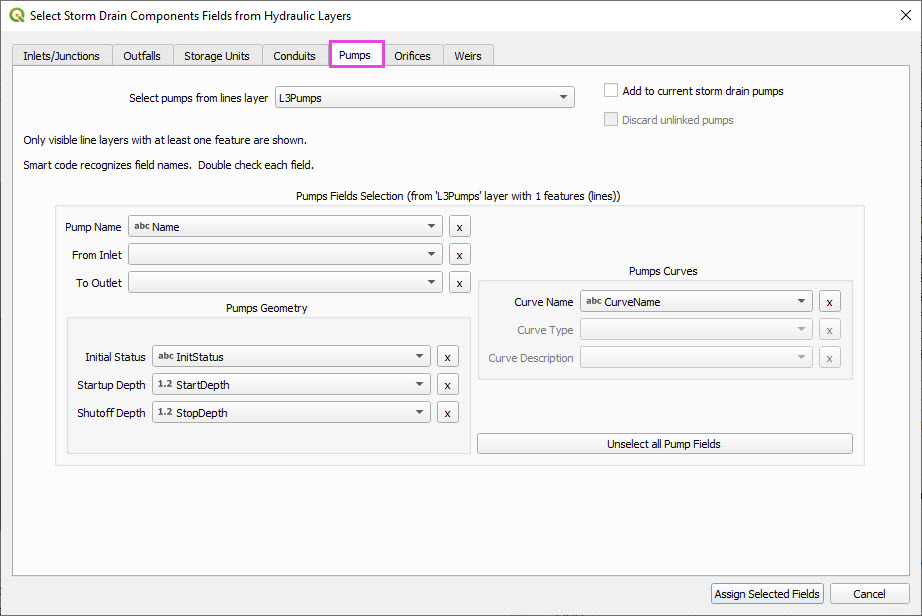 Select Storm Drain Components Fields from Hydraulic Layers
Inlets/Junctions
Outfalls
Storage Units
Conduits
Pumps
Orifices
Weirs
Select pumps from lines layer
L3Pumps
Add to current storm drain pumps
Discard unlinked pumps
Only visible line layers with at least one feature are shown.
Smart code recognizes field names. Double check each field.
Pumps Fields Selection (from 'L3Pumps' layer with 1 features (lines))
Pump Name
abc Name
x
From Inlet
x
To Outlet
x
Pumps Geometry
Initial Status
abc InitStatus
x
Startup Depth
1.2 StartDepth
x
Shutoff Depth
1.2 StopDepth
x
Pumps Curves
Curve Name
abc CurveName
x
Curve Type
x
Curve Description
x
Unselect all Pump Fields
Assign Selected Fields
Cancel